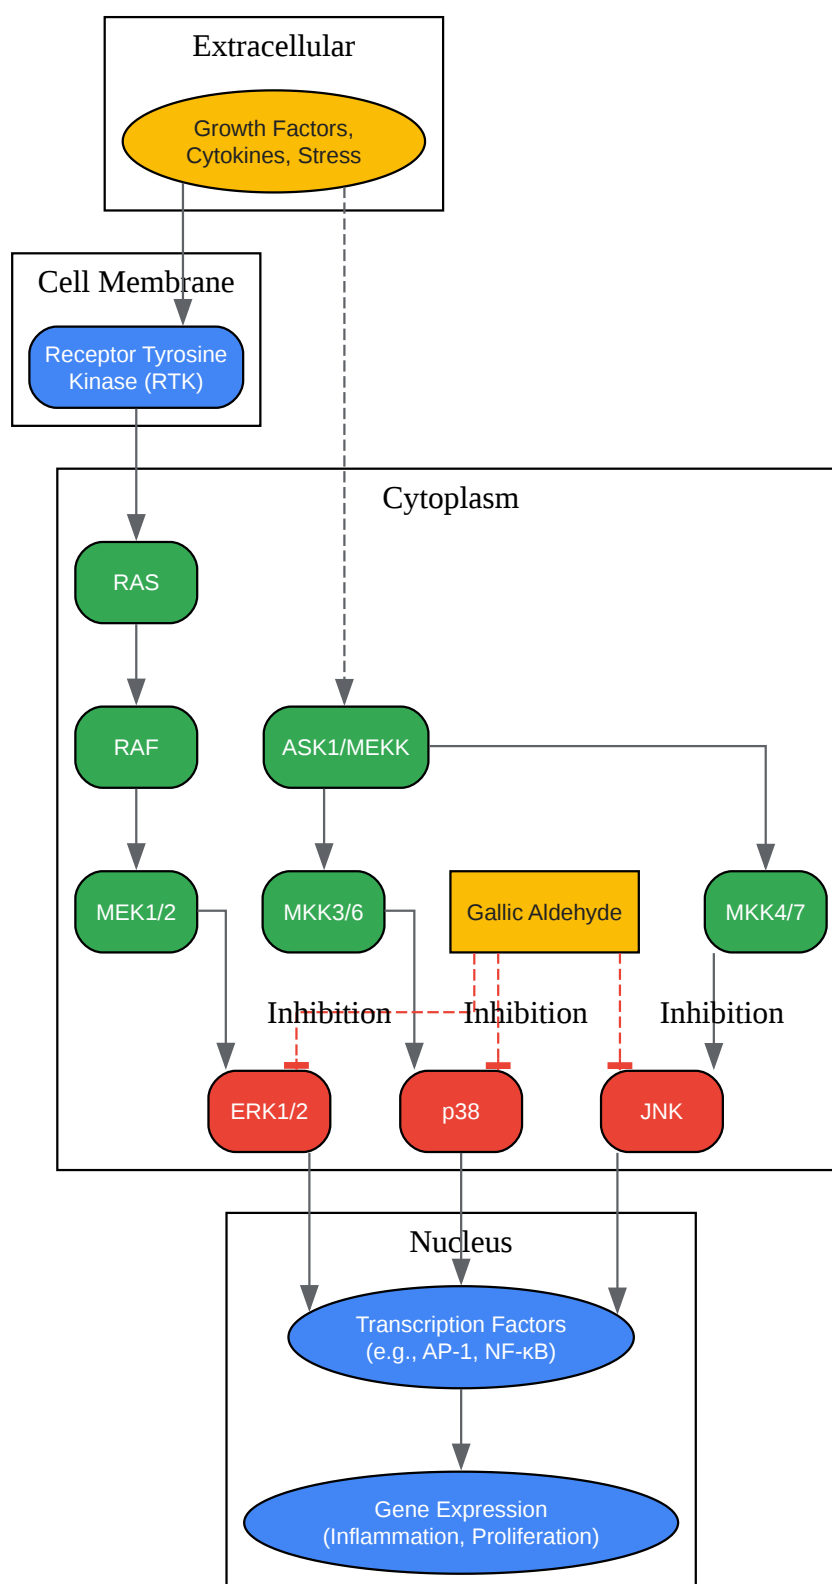 Extracellular
Growth Factors,
Cytokines, Stress
Cell Membrane
Receptor Tyrosine
Kinase (RTK)
Cytoplasm
RAS
RAF
ASK1/MEKK
MEK1/2
MKK3/6
Gallic Aldehyde
MKK4/7
Inhibition
Inhibition
Inhibition
ERK1/2
p38
JNK
Nucleus
Transcription Factors
(e.g., AP-1, NF-κB)
Gene Expression
(Inflammation, Proliferation)